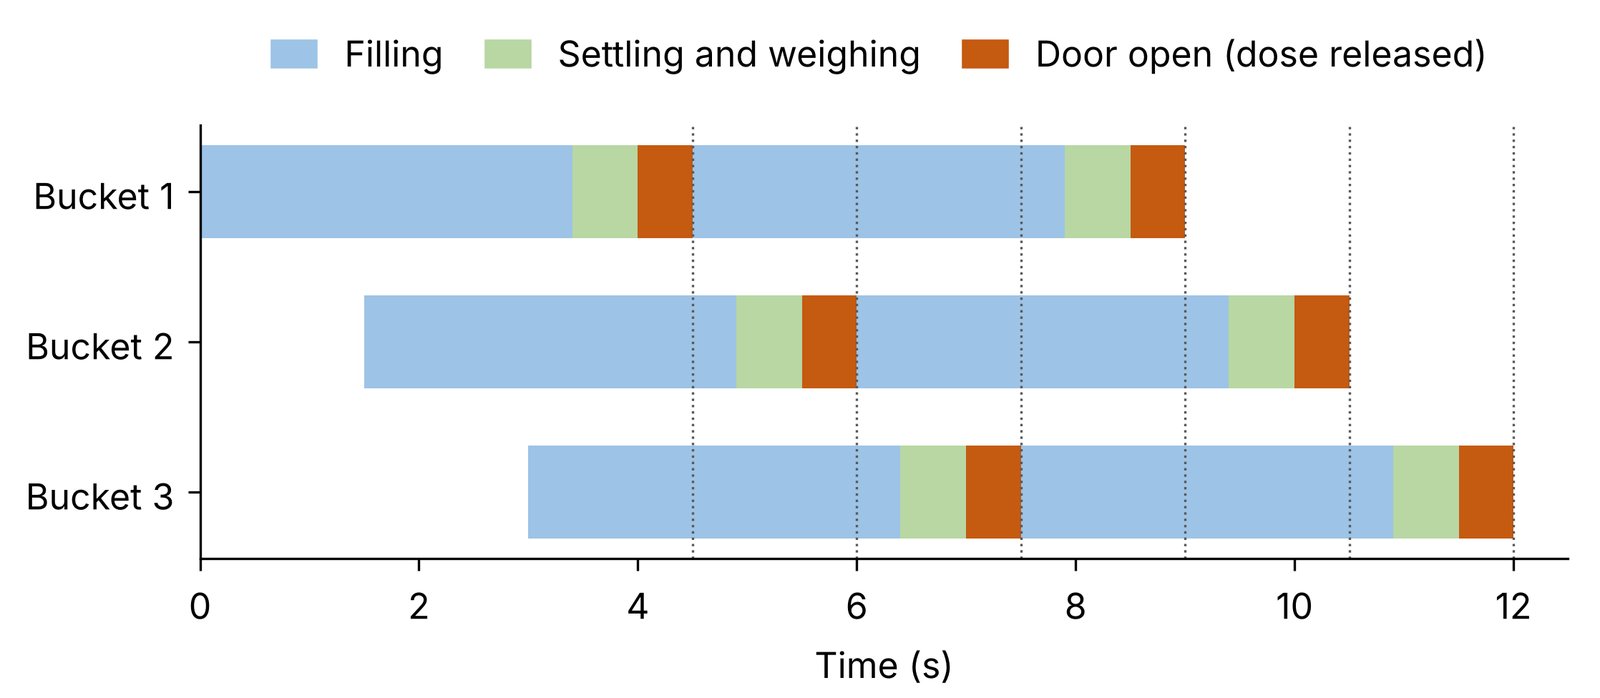 Filling Settling and weighing Door open (dose released)
Bucket 1
Bucket 2
Bucket 3
0 2 4 6 8 10 12
Time (s)